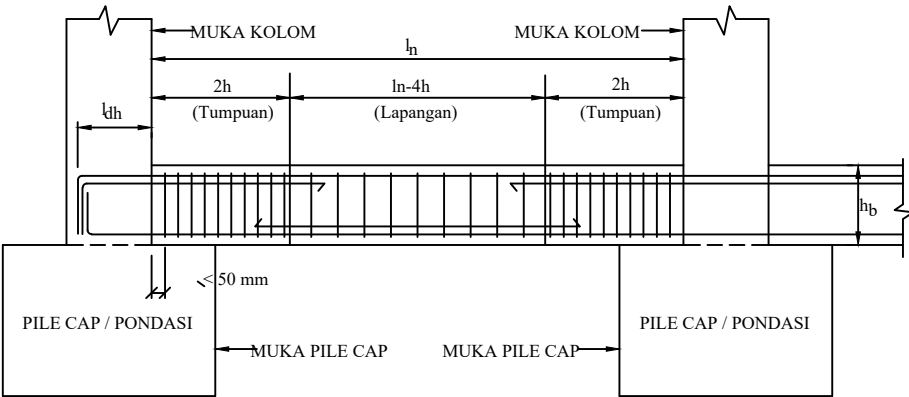 MUKA KOLOM
MUKA KOLOM
ln
2h
ln-4h
2h
(Tumpuan)
(Lapangan)
(Tumpuan)
ldh
hb
< 50 mm
PILE CAP / PONDASI
PILE CAP / PONDASI
MUKA PILE CAP
MUKA PILE CAP